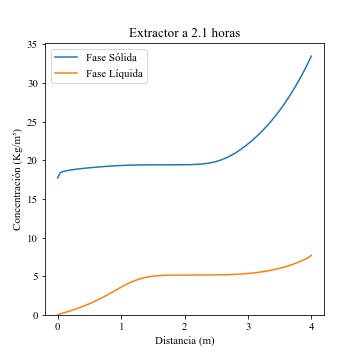 Extractor a 2.1 horas
Fase Sólida
Fase Líquida
Concentración (Kg/m³)
35
30
25
20
15
10
5
0
0 1 2 3 4
Distancia (m)